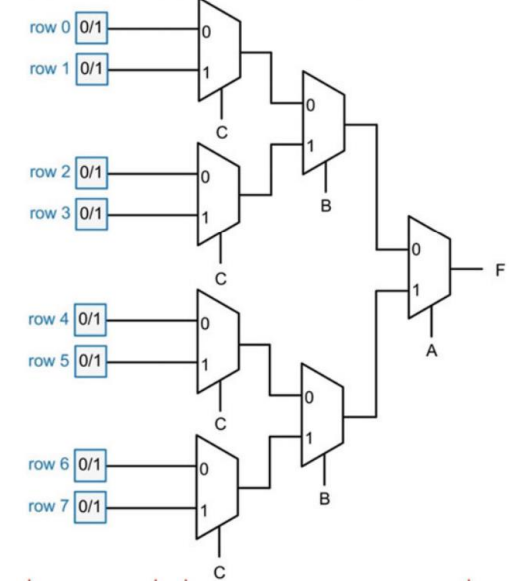 row 0 0/1 0
row 1 0/1 1
C
0
1
B
row 2 0/1 0
row 3 0/1 1
C
0
1
F
A
row 4 0/1 0
row 5 0/1 1
C
0
1
B
row 6 0/1 0
row 7 0/1 1
C